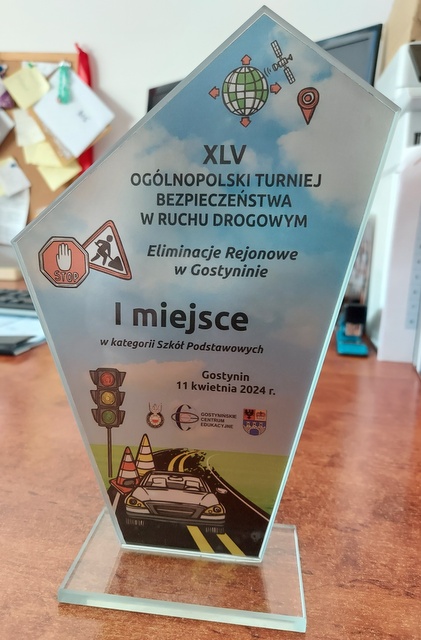 XLV
OGÓLNOPOLSKI TURNIEJ
BEZPIECZEŃSTWA
W RUCHU DROGOWYM
Eliminacje Rejonowe
w Gostyninie
STOP
I miejsce
w kategorii Szkół Podstawowych
Gostynin
11 kwietnia 2024 r.
GOSTYNIŃSKIE
CENTRUM
EDUKACYJNE